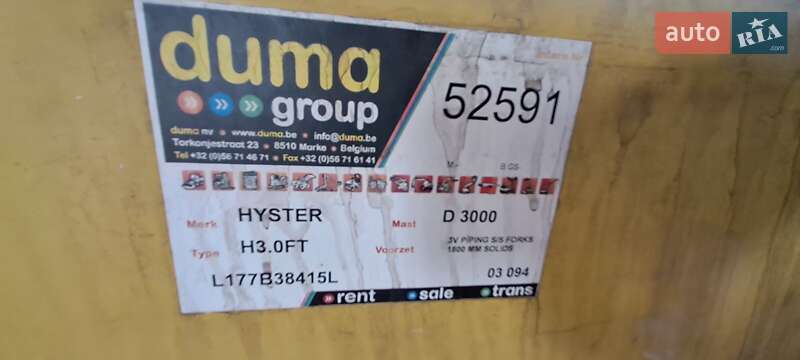 auto RIA
.com
duma
group
52591
duma nv • www.duma.be • info@duma.be
Torkonjestraat 23 • 8510 Marke • Belgium
Tel +32 (0)56 71 46 71 • Fax +32 (0)56 71 61 41
Merk HYSTER Mast D 3000
Type H3.0FT Voorzet 3V PIPING S/S FORKS
1800 MM SOLIDS
L177B38415L 03 094
rent sale trans